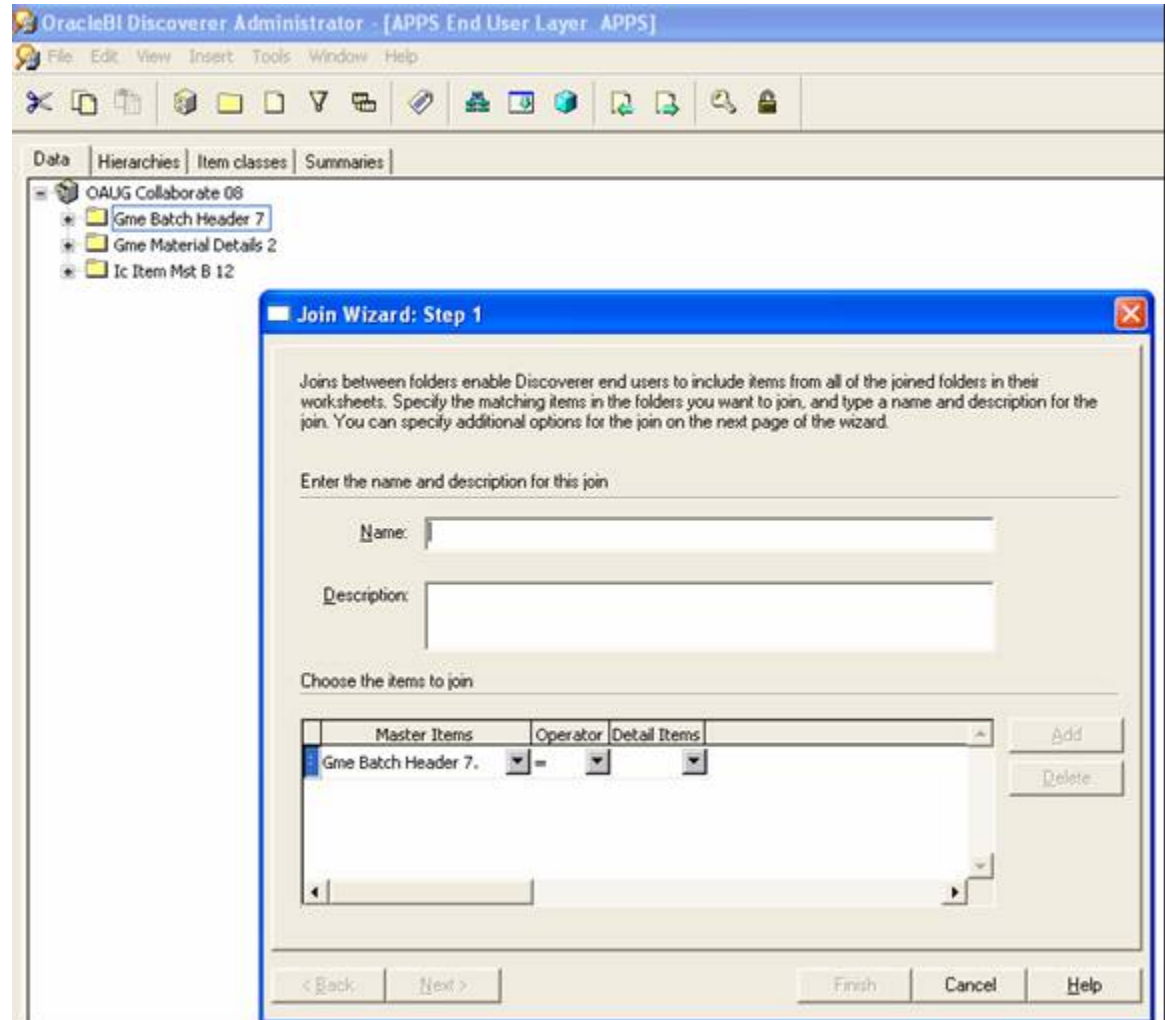 OracleBI Discoverer Administrator - [APPS End User Layer APPS]
File Edit View Insert Tools Window Help
Data Hierarchies Item classes Summaries
OAUG Collaborate 08
Gme Batch Header 7
Gme Material Details 2
Ic Item Mst B 12
Join Wizard: Step 1
Joins between folders enable Discoverer end users to include items from all of the joined folders in their
worksheets. Specify the matching items in the folders you want to join, and type a name and description for the
join. You can specify additional options for the join on the next page of the wizard.
Enter the name and description for this join
Name:
Description:
Choose the items to join
Master Items Operator Detail Items
Gme Batch Header 7. =
Add
Delete
< Back Next > Finish Cancel Help